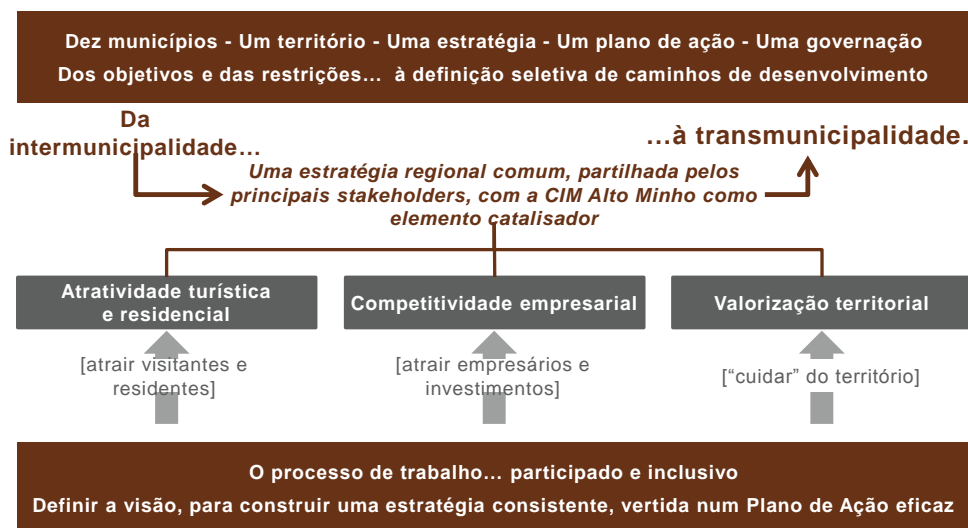 Dez municípios - Um território - Uma estratégia - Um plano de ação - Uma governação
Dos objetivos e das restrições… à definição seletiva de caminhos de desenvolvimento
Da
intermunicipalidade…
…à transmunicipalidade.
Uma estratégia regional comum, partilhada pelos
principais stakeholders, com a CIM Alto Minho como
elemento catalisador
Atratividade turística
e residencial
Competitividade empresarial
Valorização territorial
[atrair visitantes e
residentes]
[atrair empresários e
investimentos]
[“cuidar” do território]
O processo de trabalho… participado e inclusivo
Definir a visão, para construir uma estratégia consistente, vertida num Plano de Ação eficaz